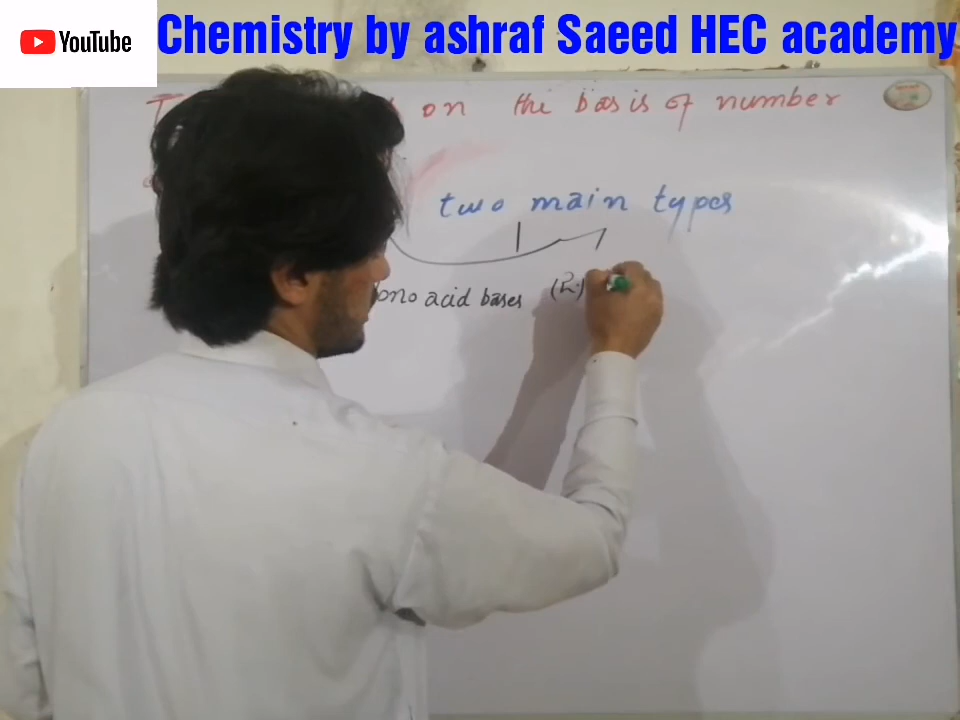 YouTube
Chemistry by ashraf Saeed HEC academy
on the basis of number
two main types
ono acid bases